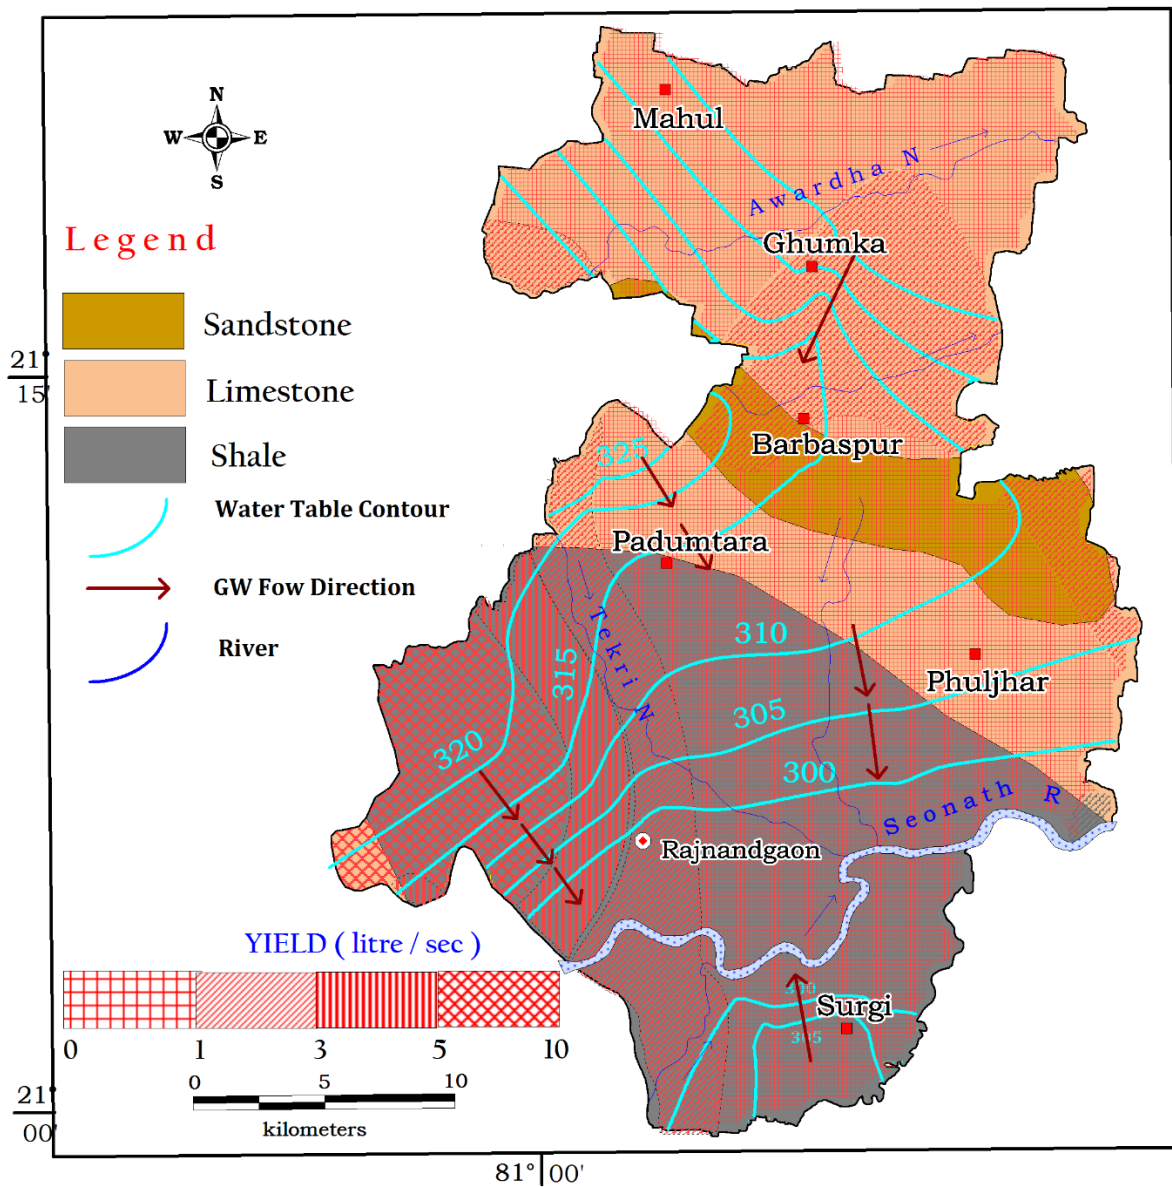 N
W E
S
Legend
Sandstone
Limestone
Shale
Water Table Contour
GW Fow Direction
River
Mahul
Awardha N
Ghumka
21°
15'
Barbaspur
325
Padumtara
Tekri N
310
315
Phuljhar
305
320
300
Seonath R
Rajnandgaon
YIELD ( litre / sec )
Surgi
0 1 3 5 10
0 5 10
kilometers
21°
00'
81° 00'